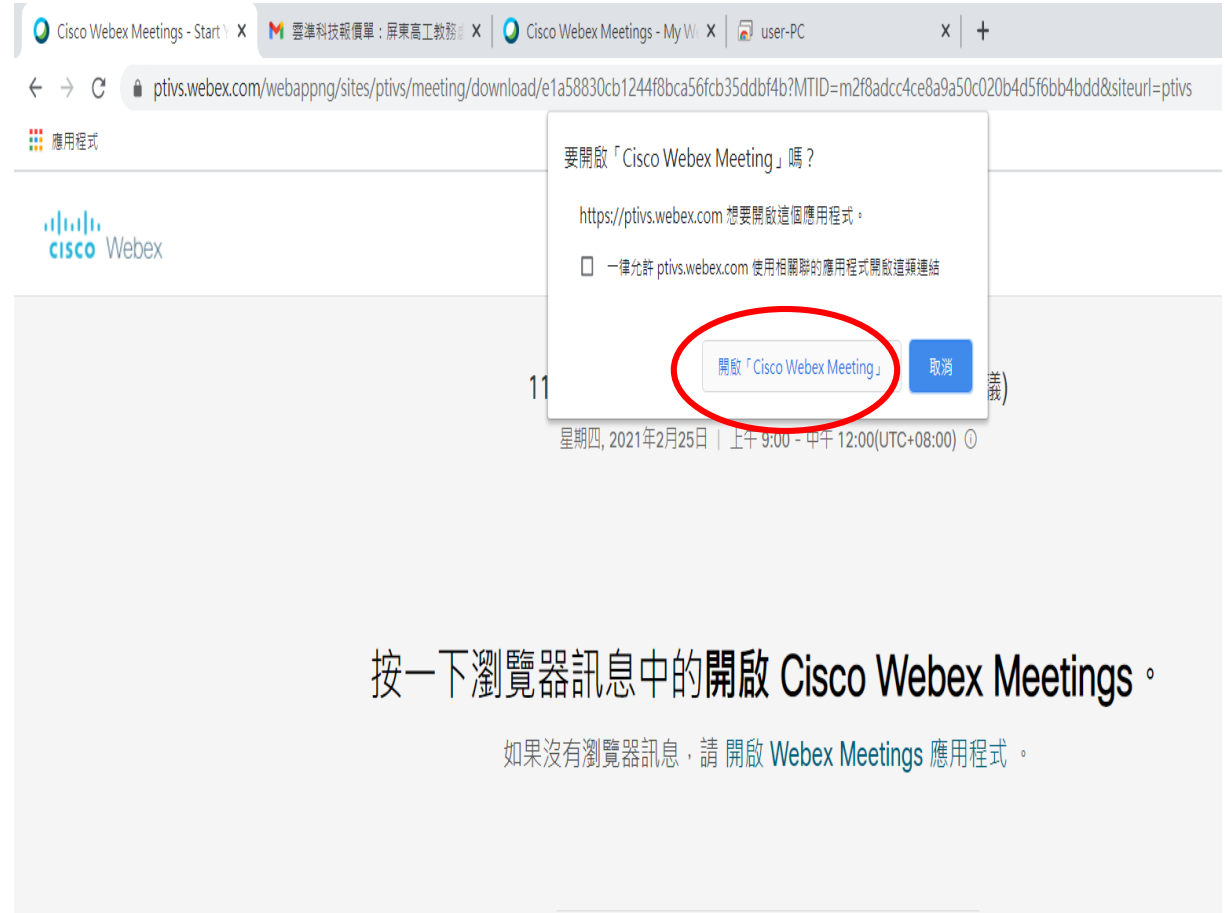 Cisco Webex Meetings - Start
雲準科技報價單：屏東高工教務
Cisco Webex Meetings - My W
user-PC
ptivs.webex.com/webappng/sites/ptivs/meeting/download/e1a58830cb1244f8bca56fcb35ddbf4b?MTID=m2f8adcc4ce8a9a50c020b4d5f6bb4bdd&siteurl=ptivs
應用程式
要開啟「Cisco Webex Meeting」嗎？
https://ptivs.webex.com 想要開啟這個應用程式。
一律允許 ptivs.webex.com 使用相關聯的應用程式開啟這類連結
開啟「Cisco Webex Meeting」
取消
cisco Webex
11 議)
星期四, 2021年2月25日 | 上午 9:00 - 中午 12:00(UTC+08:00)
按一下瀏覽器訊息中的開啟 Cisco Webex Meetings。
如果沒有瀏覽器訊息，請 開啟 Webex Meetings 應用程式 。